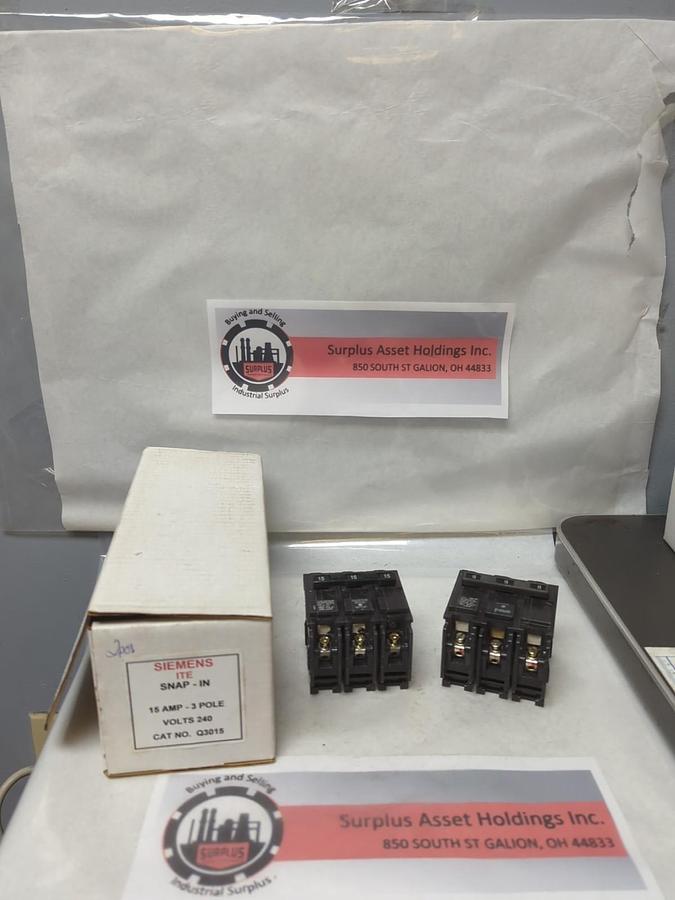 Buying and Selling
SURPLUS
Industrial Surplus
Surplus Asset Holdings Inc.
850 SOUTH ST GALION, OH 44833
15 15 15
2pcs
SIEMENS
ITE
SNAP - IN
15 AMP - 3 POLE
VOLTS 240
CAT NO. Q3015
Buying and Selling
SURPLUS
Industrial Surplus
Surplus Asset Holdings Inc.
850 SOUTH ST GALION, OH 44833